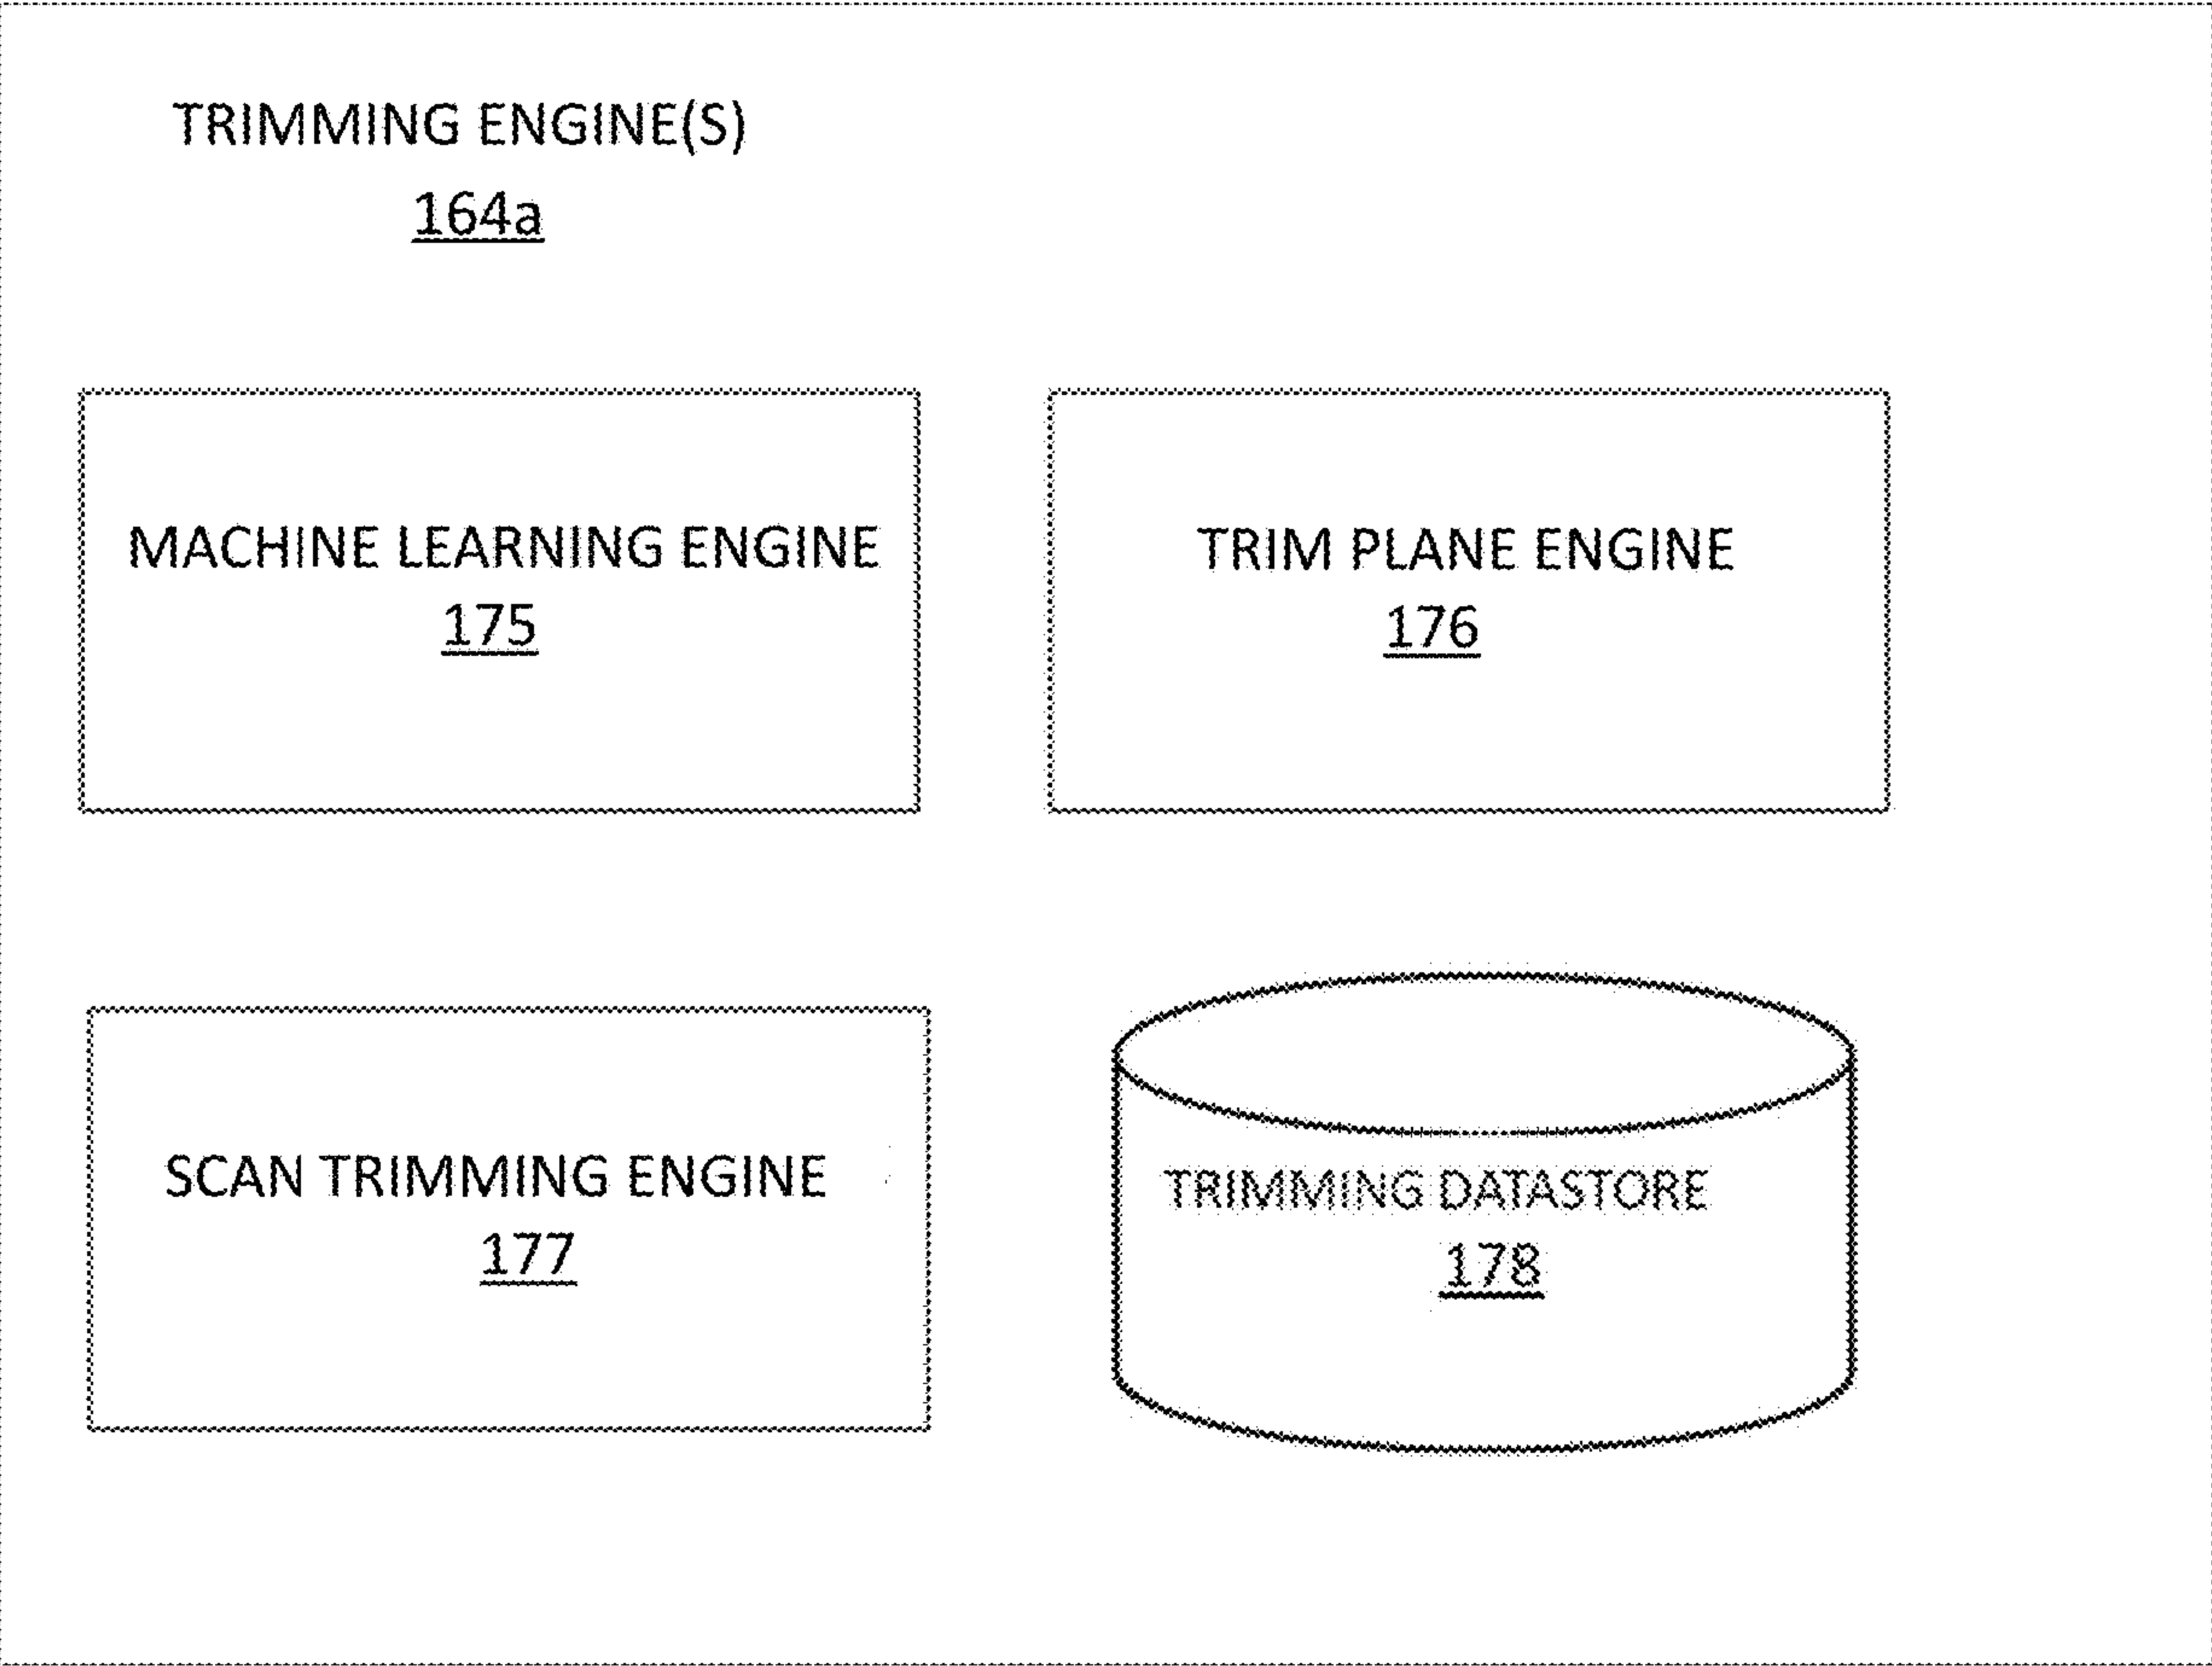 TRIMMING ENGINE(S)
164a
MACHINE LEARNING ENGINE
175
TRIM PLANE ENGINE
176
SCAN TRIMMING ENGINE
177
TRIMMING DATASTORE
178